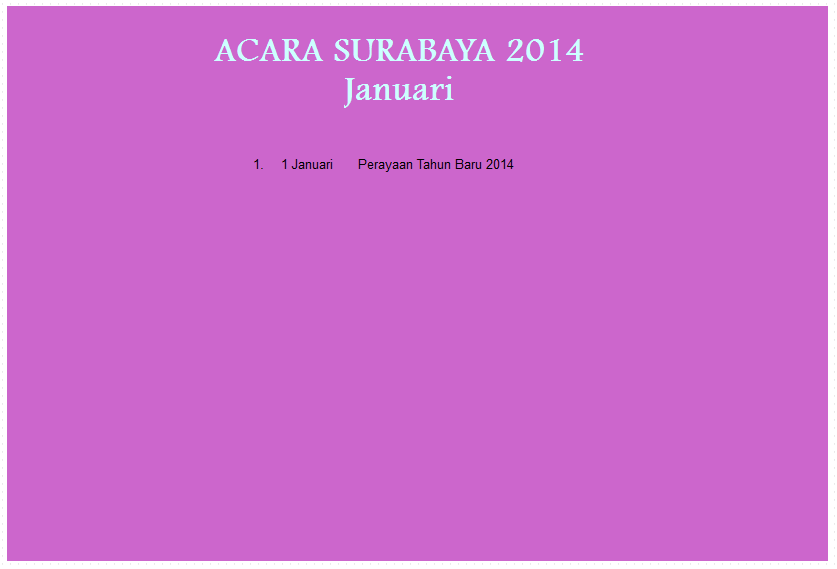 ACARA SURABAYA 2014
Januari
1. 1 Januari Perayaan Tahun Baru 2014